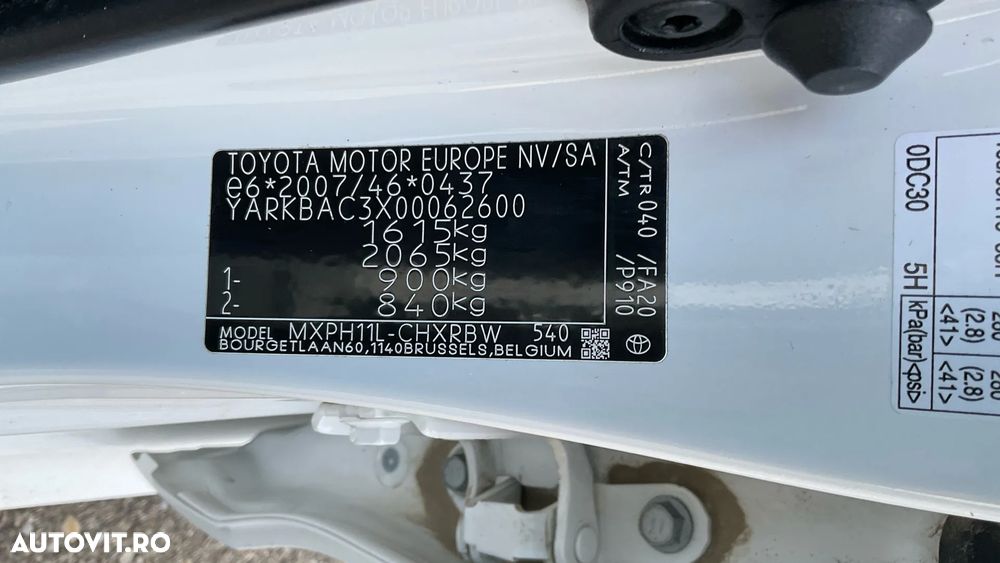 TOYOTA MOTOR EUROPE NV/SA
e6*2007/46*0437
YARKBAC3X00062600
1615kg
2065kg
1- 900kg
2- 840kg
MODEL MXPH11L-CHXRBW 540
BOURGETLAAN60,1140BRUSSELS,BELGIUM
C/TR 040 /FA20
A/TM /P910
0DC30 5H
kPa(bar)<psi>
(2.8) (2.8)
<41> <41>
AUTOVIT.RO